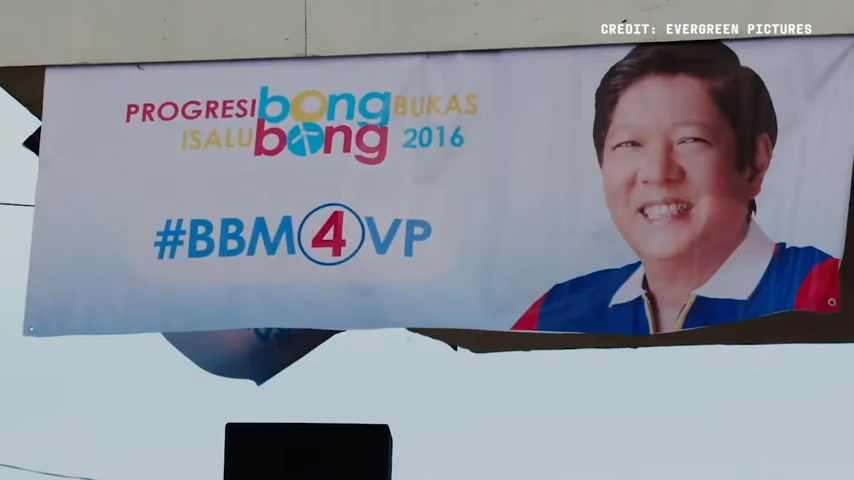 CREDIT: EVERGREEN PICTURES
PROGRESIbongBUKAS
ISALUbong 2016
#BBM4VP